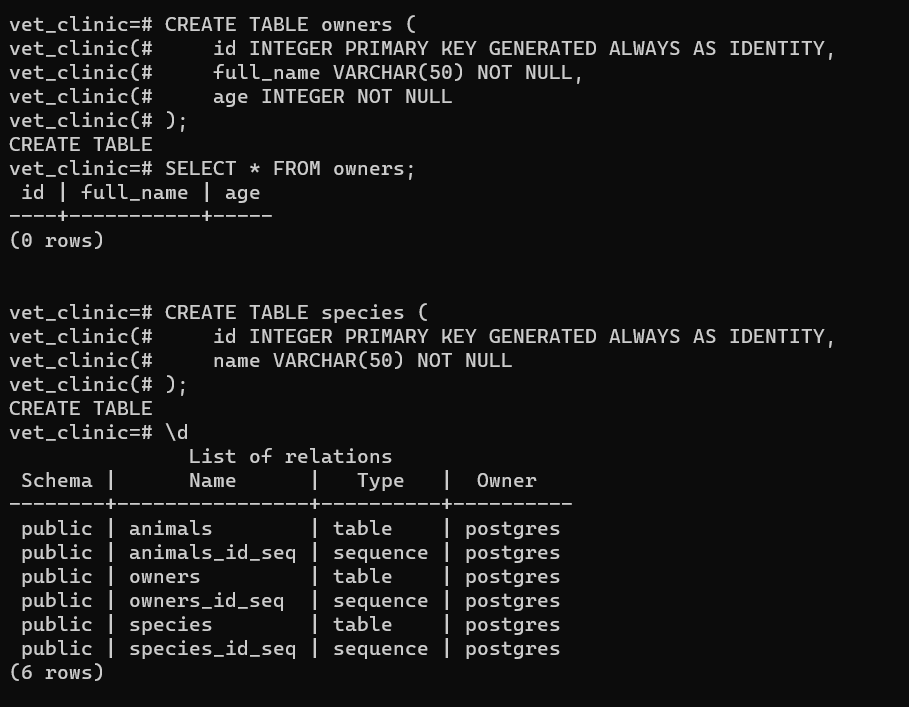 vet_clinic=# CREATE TABLE owners (
vet_clinic(#     id INTEGER PRIMARY KEY GENERATED ALWAYS AS IDENTITY,
vet_clinic(#     full_name VARCHAR(50) NOT NULL,
vet_clinic(#     age INTEGER NOT NULL
vet_clinic(# );
CREATE TABLE
vet_clinic=# SELECT * FROM owners;
 id | full_name | age
----+-----------+-----
(0 rows)
vet_clinic=# CREATE TABLE species (
vet_clinic(#     id INTEGER PRIMARY KEY GENERATED ALWAYS AS IDENTITY,
vet_clinic(#     name VARCHAR(50) NOT NULL
vet_clinic(# );
CREATE TABLE
vet_clinic=# \d
               List of relations
 Schema |      Name      |   Type   |  Owner
--------+----------------+----------+----------
 public | animals        | table    | postgres
 public | animals_id_seq | sequence | postgres
 public | owners         | table    | postgres
 public | owners_id_seq  | sequence | postgres
 public | species        | table    | postgres
 public | species_id_seq | sequence | postgres
(6 rows)